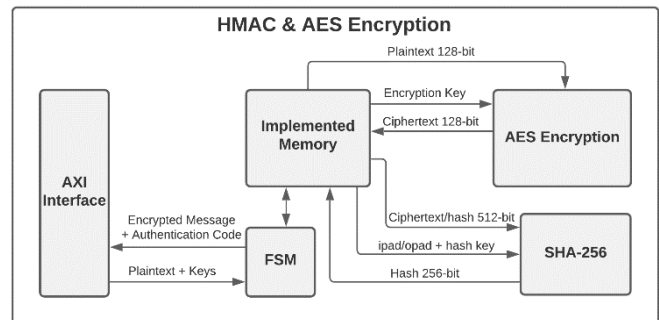 HMAC & AES Encryption
Plaintext 128-bit
Encryption Key
Ciphertext 128-bit
Implemented
Memory
AES Encryption
AXI
Interface
Encrypted Message
+ Authentication Code
Plaintext + Keys
FSM
Ciphertext/hash 512-bit
ipad/opad + hash key
Hash 256-bit
SHA-256